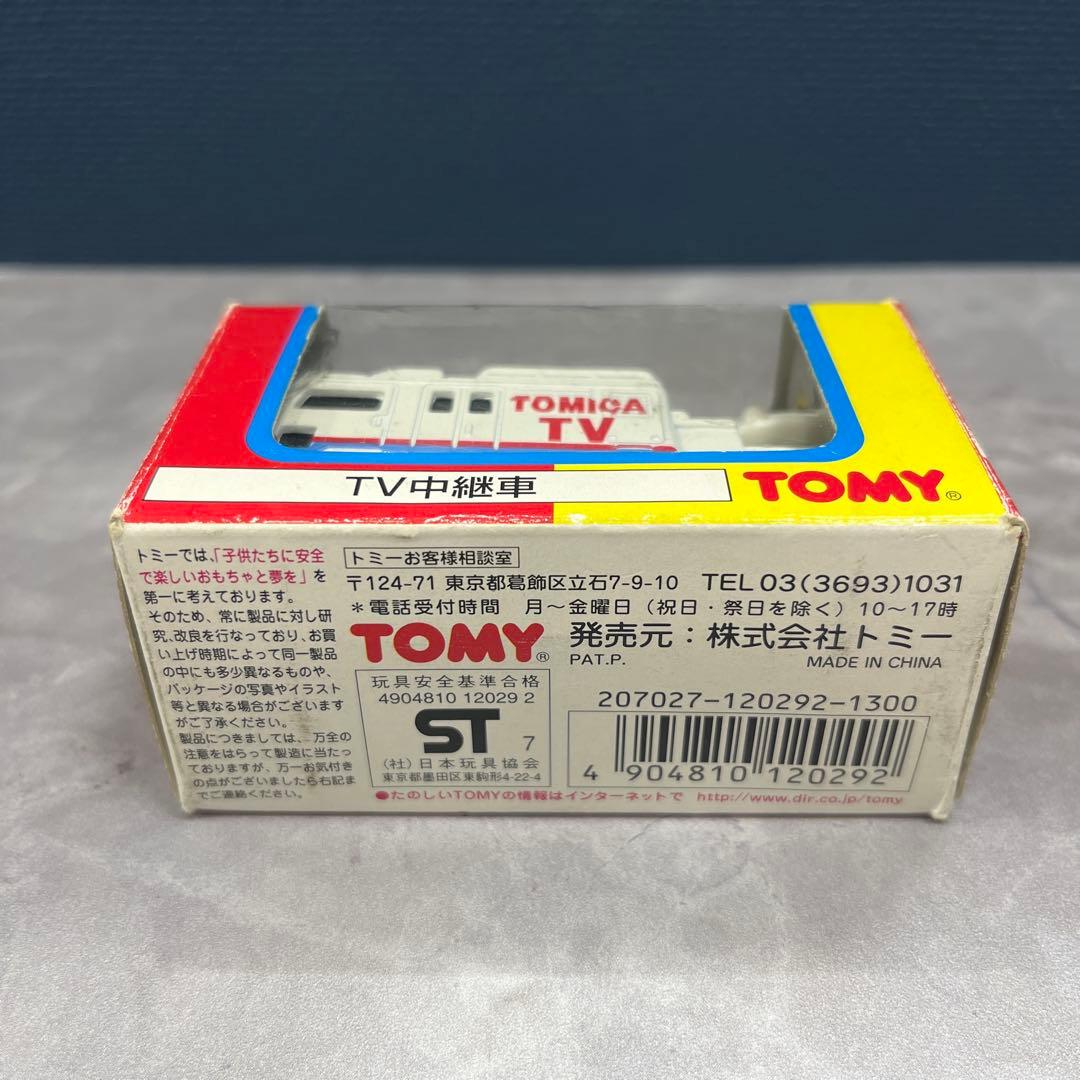 TOMICA
TV
TV中継車
TOMY®
トミーでは、「子供たちに安全
で楽しいおもちゃと夢を」を
第一に考えております。
そのため、常に製品に対し研
究、改良を行なっており、お買
い上げ時期によって同一製品
の中にも多少異なるものや、
パッケージの写真やイラスト
等と異なる場合がございます
がご了承ください。
製品につきましては、万全の
注意をはらって製造に当たっ
ておりますが、万一お気付き
の点がございましたら右記ま
でご連絡ください。
トミーお客様相談室
〒124-71 東京都葛飾区立石7-9-10 TEL03(3693)1031
＊電話受付時間 月～金曜日（祝日・祭日を除く）10～17時
TOMY® 発売元：株式会社トミー
PAT.P. MADE IN CHINA
玩具安全基準合格
4904810 12029 2
ST 7
(社)日本玩具協会
東京都墨田区東駒形4-22-4
207027-120292-1300
4 904810 120292
●たのしいTOMYの情報はインターネットで http://www.dir.co.jp/tomy